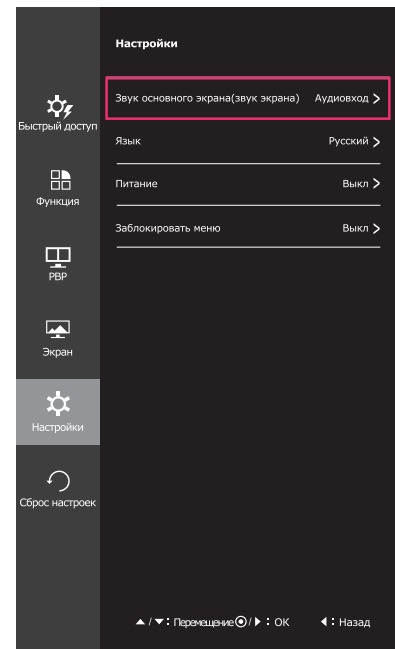 Настройки
Звук основного экрана(звук экрана) Аудиовход
Быстрый доступ
Язык Русский
Питание Выкл
Функция
Заблокировать меню Выкл
PBP
Экран
Настройки
Сброс настроек
▲ / ▼ : Перемещение ⦿ / ▶ : ОК ◀ : Назад